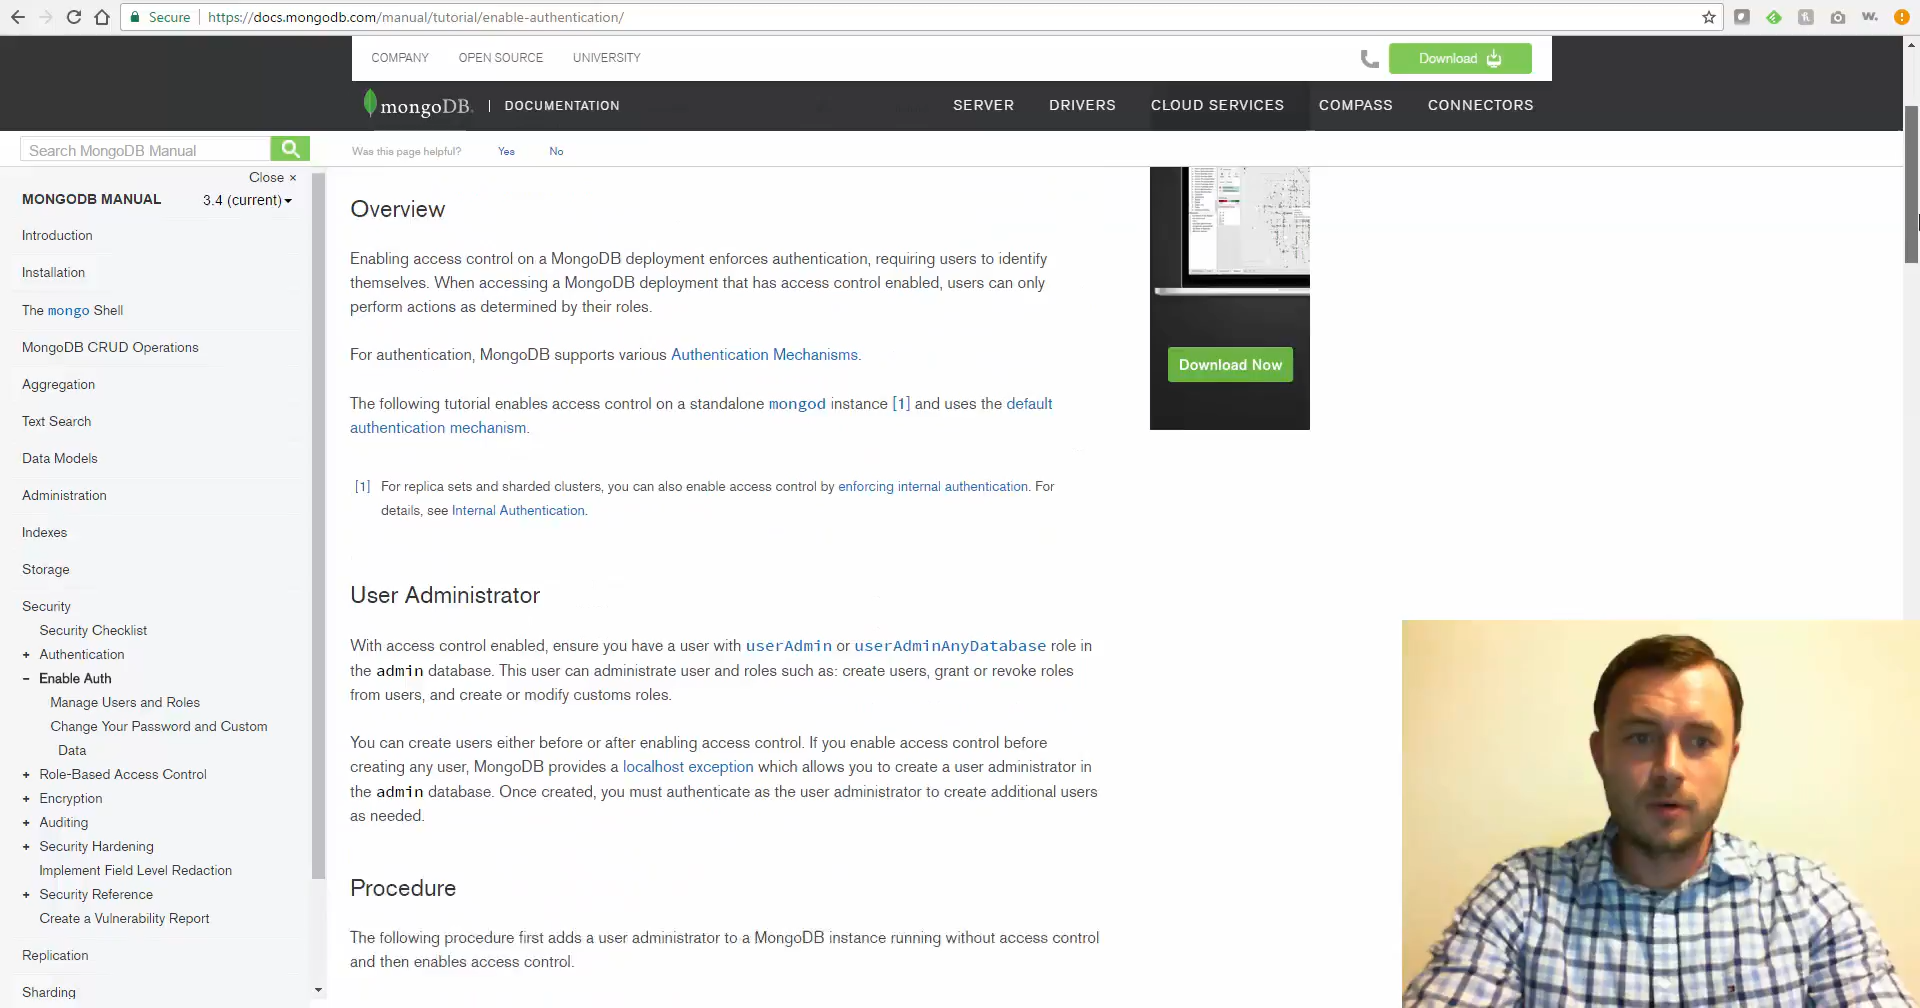 Secure
https://docs.mongodb.com/manual/tutorial/enable-authentication/
w.
COMPANY OPEN SOURCE UNIVERSITY
Download
mongoDB. | DOCUMENTATION
SERVER DRIVERS CLOUD SERVICES COMPASS CONNECTORS
Search MongoDB Manual
Was this page helpful? Yes No
Close ×
MONGODB MANUAL 3.4 (current)
Introduction
Installation
The mongo Shell
MongoDB CRUD Operations
Aggregation
Text Search
Data Models
Administration
Indexes
Storage
Security
Security Checklist
+ Authentication
− Enable Auth
Manage Users and Roles
Change Your Password and Custom
Data
+ Role-Based Access Control
+ Encryption
+ Auditing
+ Security Hardening
Implement Field Level Redaction
+ Security Reference
Create a Vulnerability Report
Replication
Sharding
Overview
Enabling access control on a MongoDB deployment enforces authentication, requiring users to identify
themselves. When accessing a MongoDB deployment that has access control enabled, users can only
perform actions as determined by their roles.
For authentication, MongoDB supports various Authentication Mechanisms.
The following tutorial enables access control on a standalone mongod instance [1] and uses the default
authentication mechanism.
[1] For replica sets and sharded clusters, you can also enable access control by enforcing internal authentication. For
details, see Internal Authentication.
User Administrator
With access control enabled, ensure you have a user with userAdmin or userAdminAnyDatabase role in
the admin database. This user can administrate user and roles such as: create users, grant or revoke roles
from users, and create or modify customs roles.
You can create users either before or after enabling access control. If you enable access control before
creating any user, MongoDB provides a localhost exception which allows you to create a user administrator in
the admin database. Once created, you must authenticate as the user administrator to create additional users
as needed.
Procedure
The following procedure first adds a user administrator to a MongoDB instance running without access control
and then enables access control.
Download Now